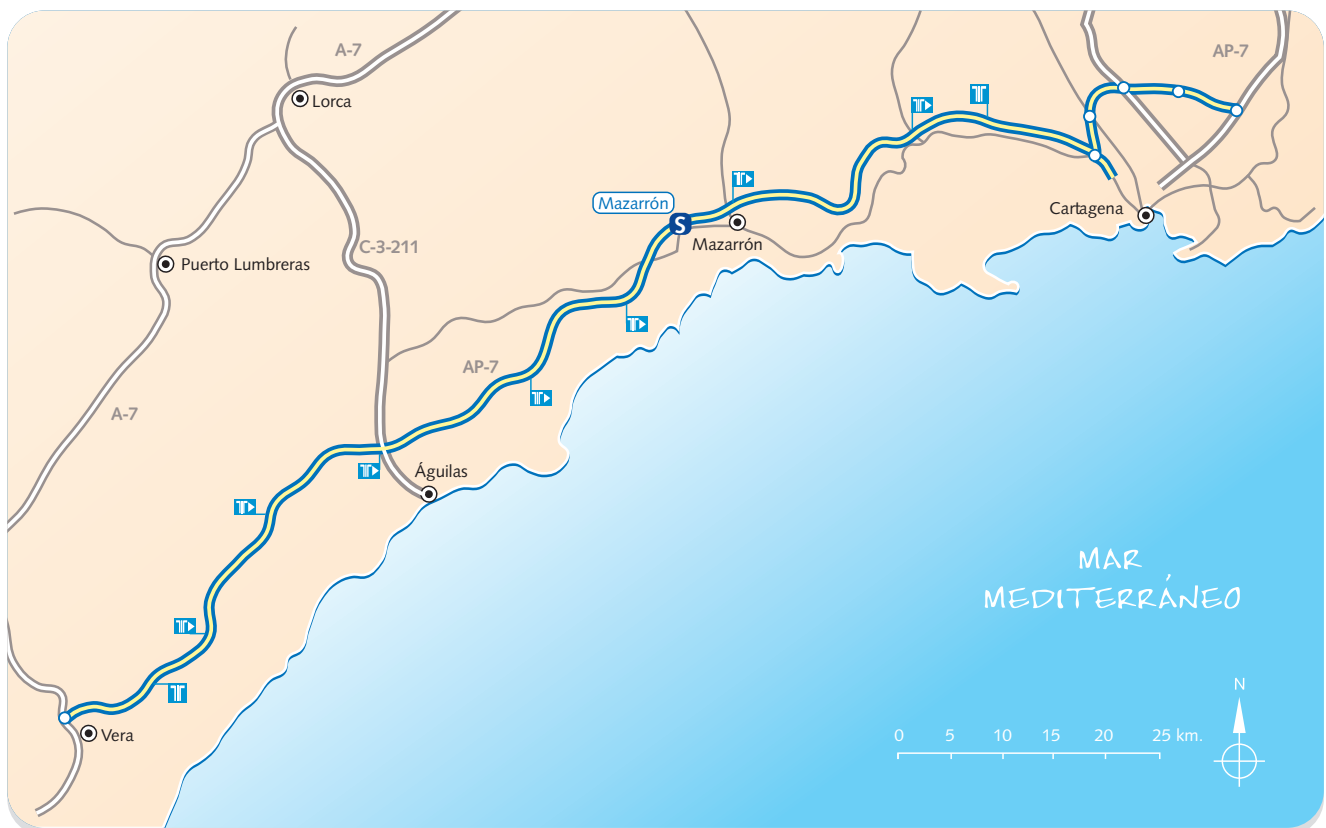 A-7
AP-7
Lorca
Mazarrón
S
Cartagena
Mazarrón
C-3-211
Puerto Lumbreras
AP-7
A-7
Águilas
MAR
MEDITERRÁNEO
N
Vera
0 5 10 15 20 25 km.